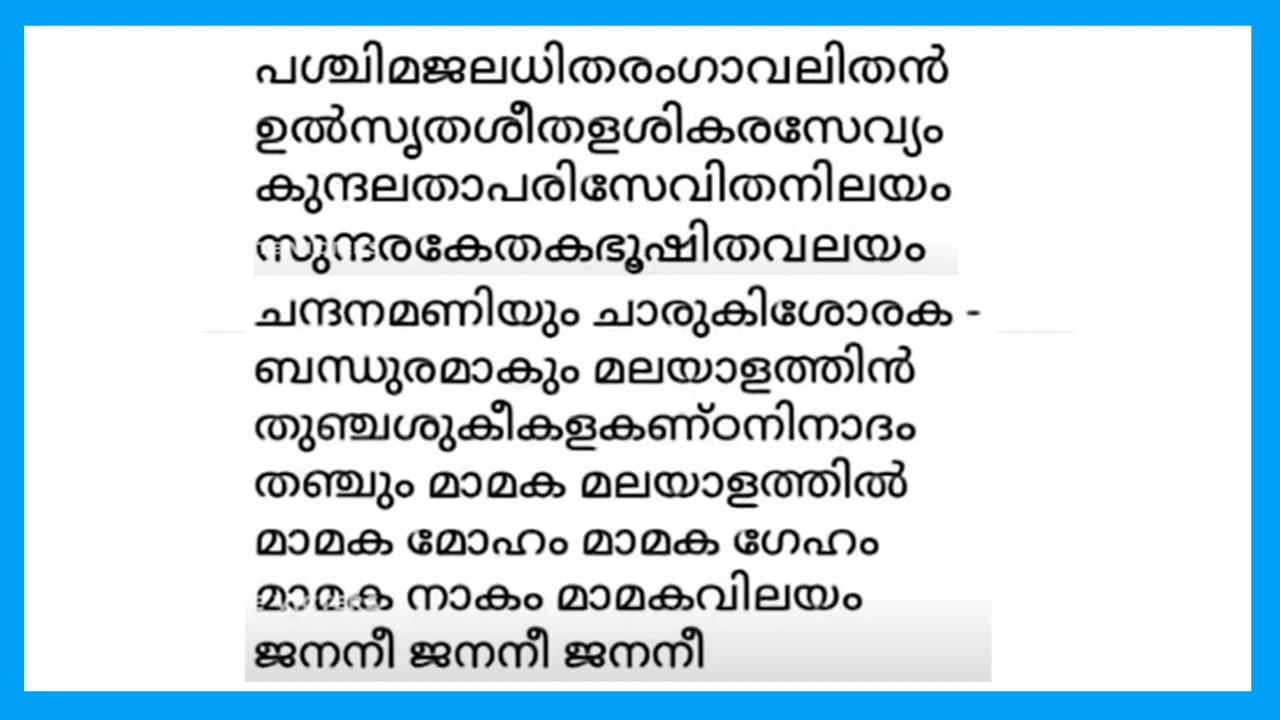 പശ്ചിമജലധിതരംഗാവലിതൻ
ഉൽസൃതശീതളശികരസേവ്യം
കുന്ദലതാപരിസേവിതനിലയം
സുന്ദരകേതകഭൂഷിതവലയം
ചന്ദനമണിയും ചാരുകിശോരക -
ബന്ധുരമാകും മലയാളത്തിൻ
തുഞ്ചശുകീകളകണ്ഠനിനാദം
തഞ്ചും മാമക മലയാളത്തിൽ
മാമക മോഹം മാമക ഗേഹം
മാമക നാകം മാമകവിലയം
ജനനീ ജനനീ ജനനീ